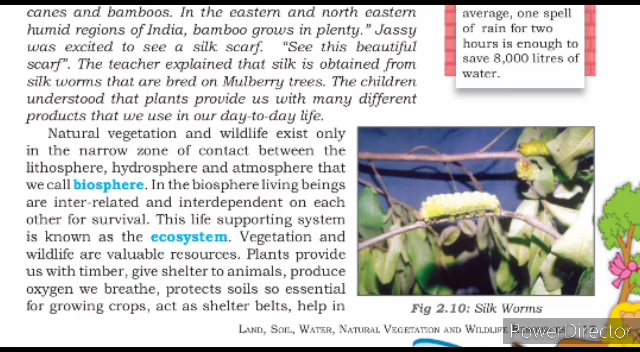 canes and bamboos. In the eastern and north eastern
humid regions of India, bamboo grows in plenty." Jassy
was excited to see a silk scarf. "See this beautiful
scarf". The teacher explained that silk is obtained from
silk worms that are bred on Mulberry trees. The children
understood that plants provide us with many different
products that we use in our day-to-day life.
Natural vegetation and wildlife exist only
in the narrow zone of contact between the
lithosphere, hydrosphere and atmosphere that
we call biosphere. In the biosphere living beings
are inter-related and interdependent on each
other for survival. This life supporting system
is known as the ecosystem. Vegetation and
wildlife are valuable resources. Plants provide
us with timber, give shelter to animals, produce
oxygen we breathe, protects soils so essential
for growing crops, act as shelter belts, help in
average, one spell
of rain for two
hours is enough to
save 8,000 litres of
water.
Fig 2.10: Silk Worms
LAND, SOIL, WATER, NATURAL VEGETATION AND WILDLIFE
PowerDirector